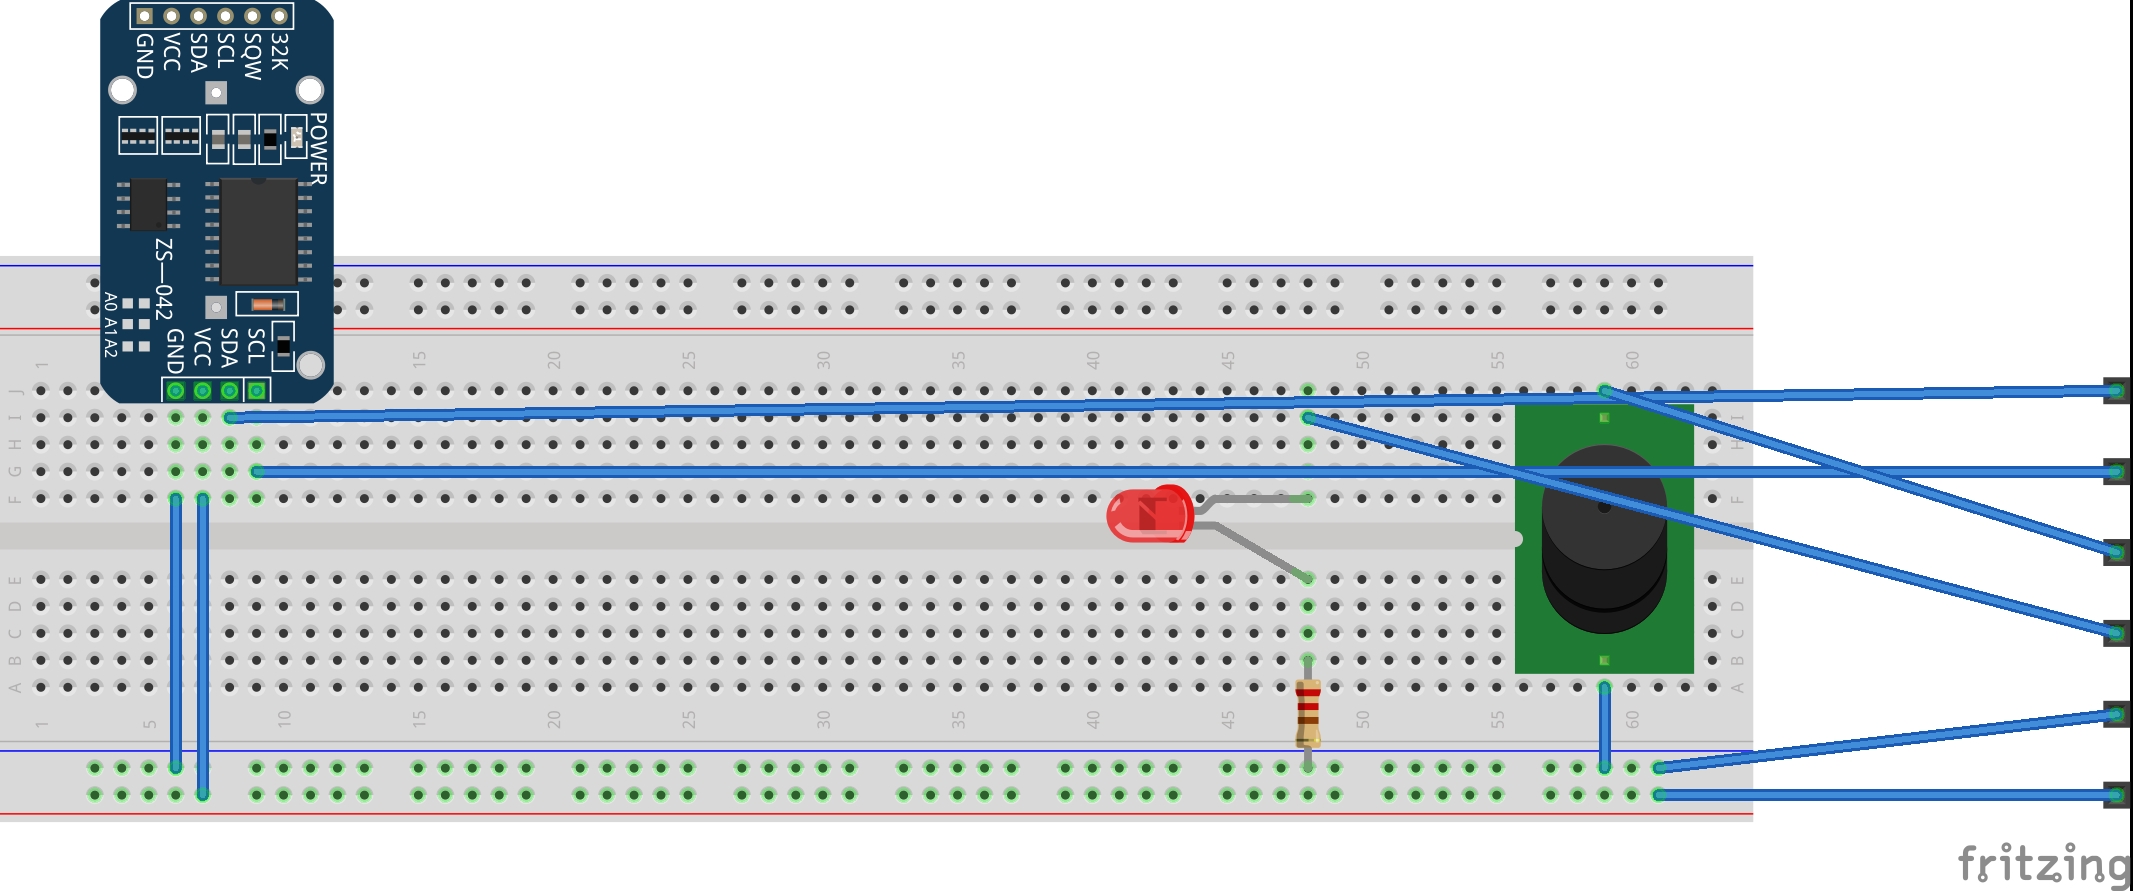 GND VCC SDA SCL SQW 32K
POWER
ZS-042
A0 A1 A2
GND VCC SDA SCL
1 15 20 25 30 35 40 45 50 55 60
J J
I I
H H
G G
F F
E E
D D
C C
B B
A A
1 5 10 15 20 25 30 35 40 45 50 55 60
fritzing